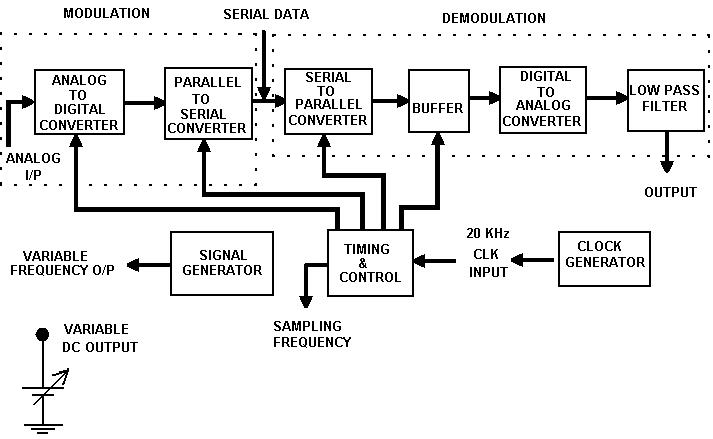 MODULATION
SERIAL DATA
DEMODULATION
ANALOG
TO
DIGITAL
CONVERTER
PARALLEL
TO
SERIAL
CONVERTER
SERIAL
TO
PARALLEL
CONVERTER
BUFFER
DIGITAL
TO
ANALOG
CONVERTER
LOW PASS
FILTER
ANALOG
I/P
OUTPUT
VARIABLE
FREQUENCY O/P
SIGNAL
GENERATOR
TIMING
&
CONTROL
20 KHz
CLK
INPUT
CLOCK
GENERATOR
SAMPLING
FREQUENCY
VARIABLE
DC OUTPUT